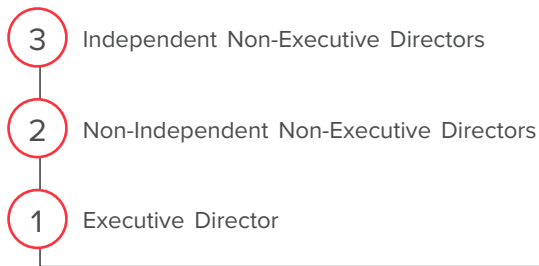 3 Independent Non-Executive Directors
2 Non-Independent Non-Executive Directors
1 Executive Director